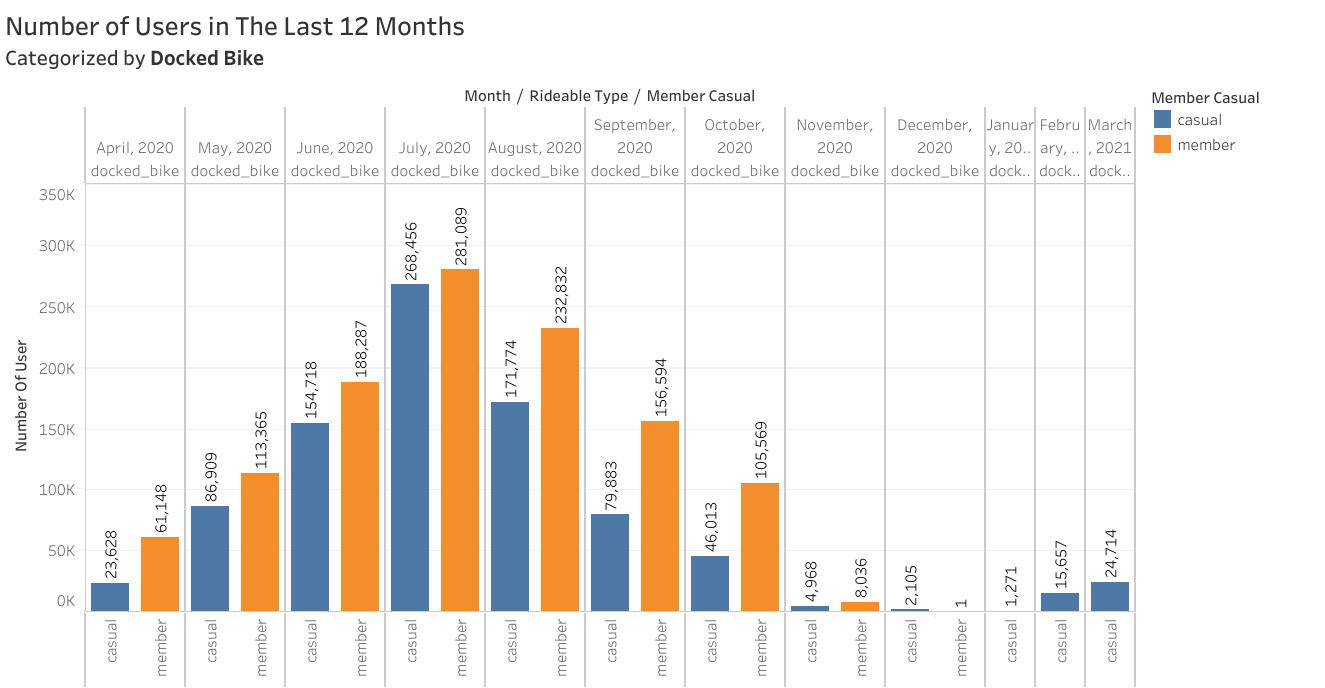 Number of Users in The Last 12 Months
Categorized by Docked Bike
Month / Rideable Type / Member Casual
Member Casual
casual
member
April, 2020
docked_bike
May, 2020
docked_bike
June, 2020
docked_bike
July, 2020
docked_bike
August, 2020
docked_bike
September,
2020
docked_bike
October,
2020
docked_bike
November,
2020
docked_bike
December,
2020
docked_bike
Januar
y, 20..
dock..
Febru
ary, ..
dock..
March
, 2021
dock..
Number Of User
350K
300K
250K
200K
150K
100K
50K
0K
23,628
61,148
86,909
113,365
154,718
188,287
268,456
281,089
171,774
232,832
79,883
156,594
46,013
105,569
4,968
8,036
2,105
1
1,271
15,657
24,714
casual
member
casual
member
casual
member
casual
member
casual
member
casual
member
casual
member
casual
member
casual
member
casual
casual
casual